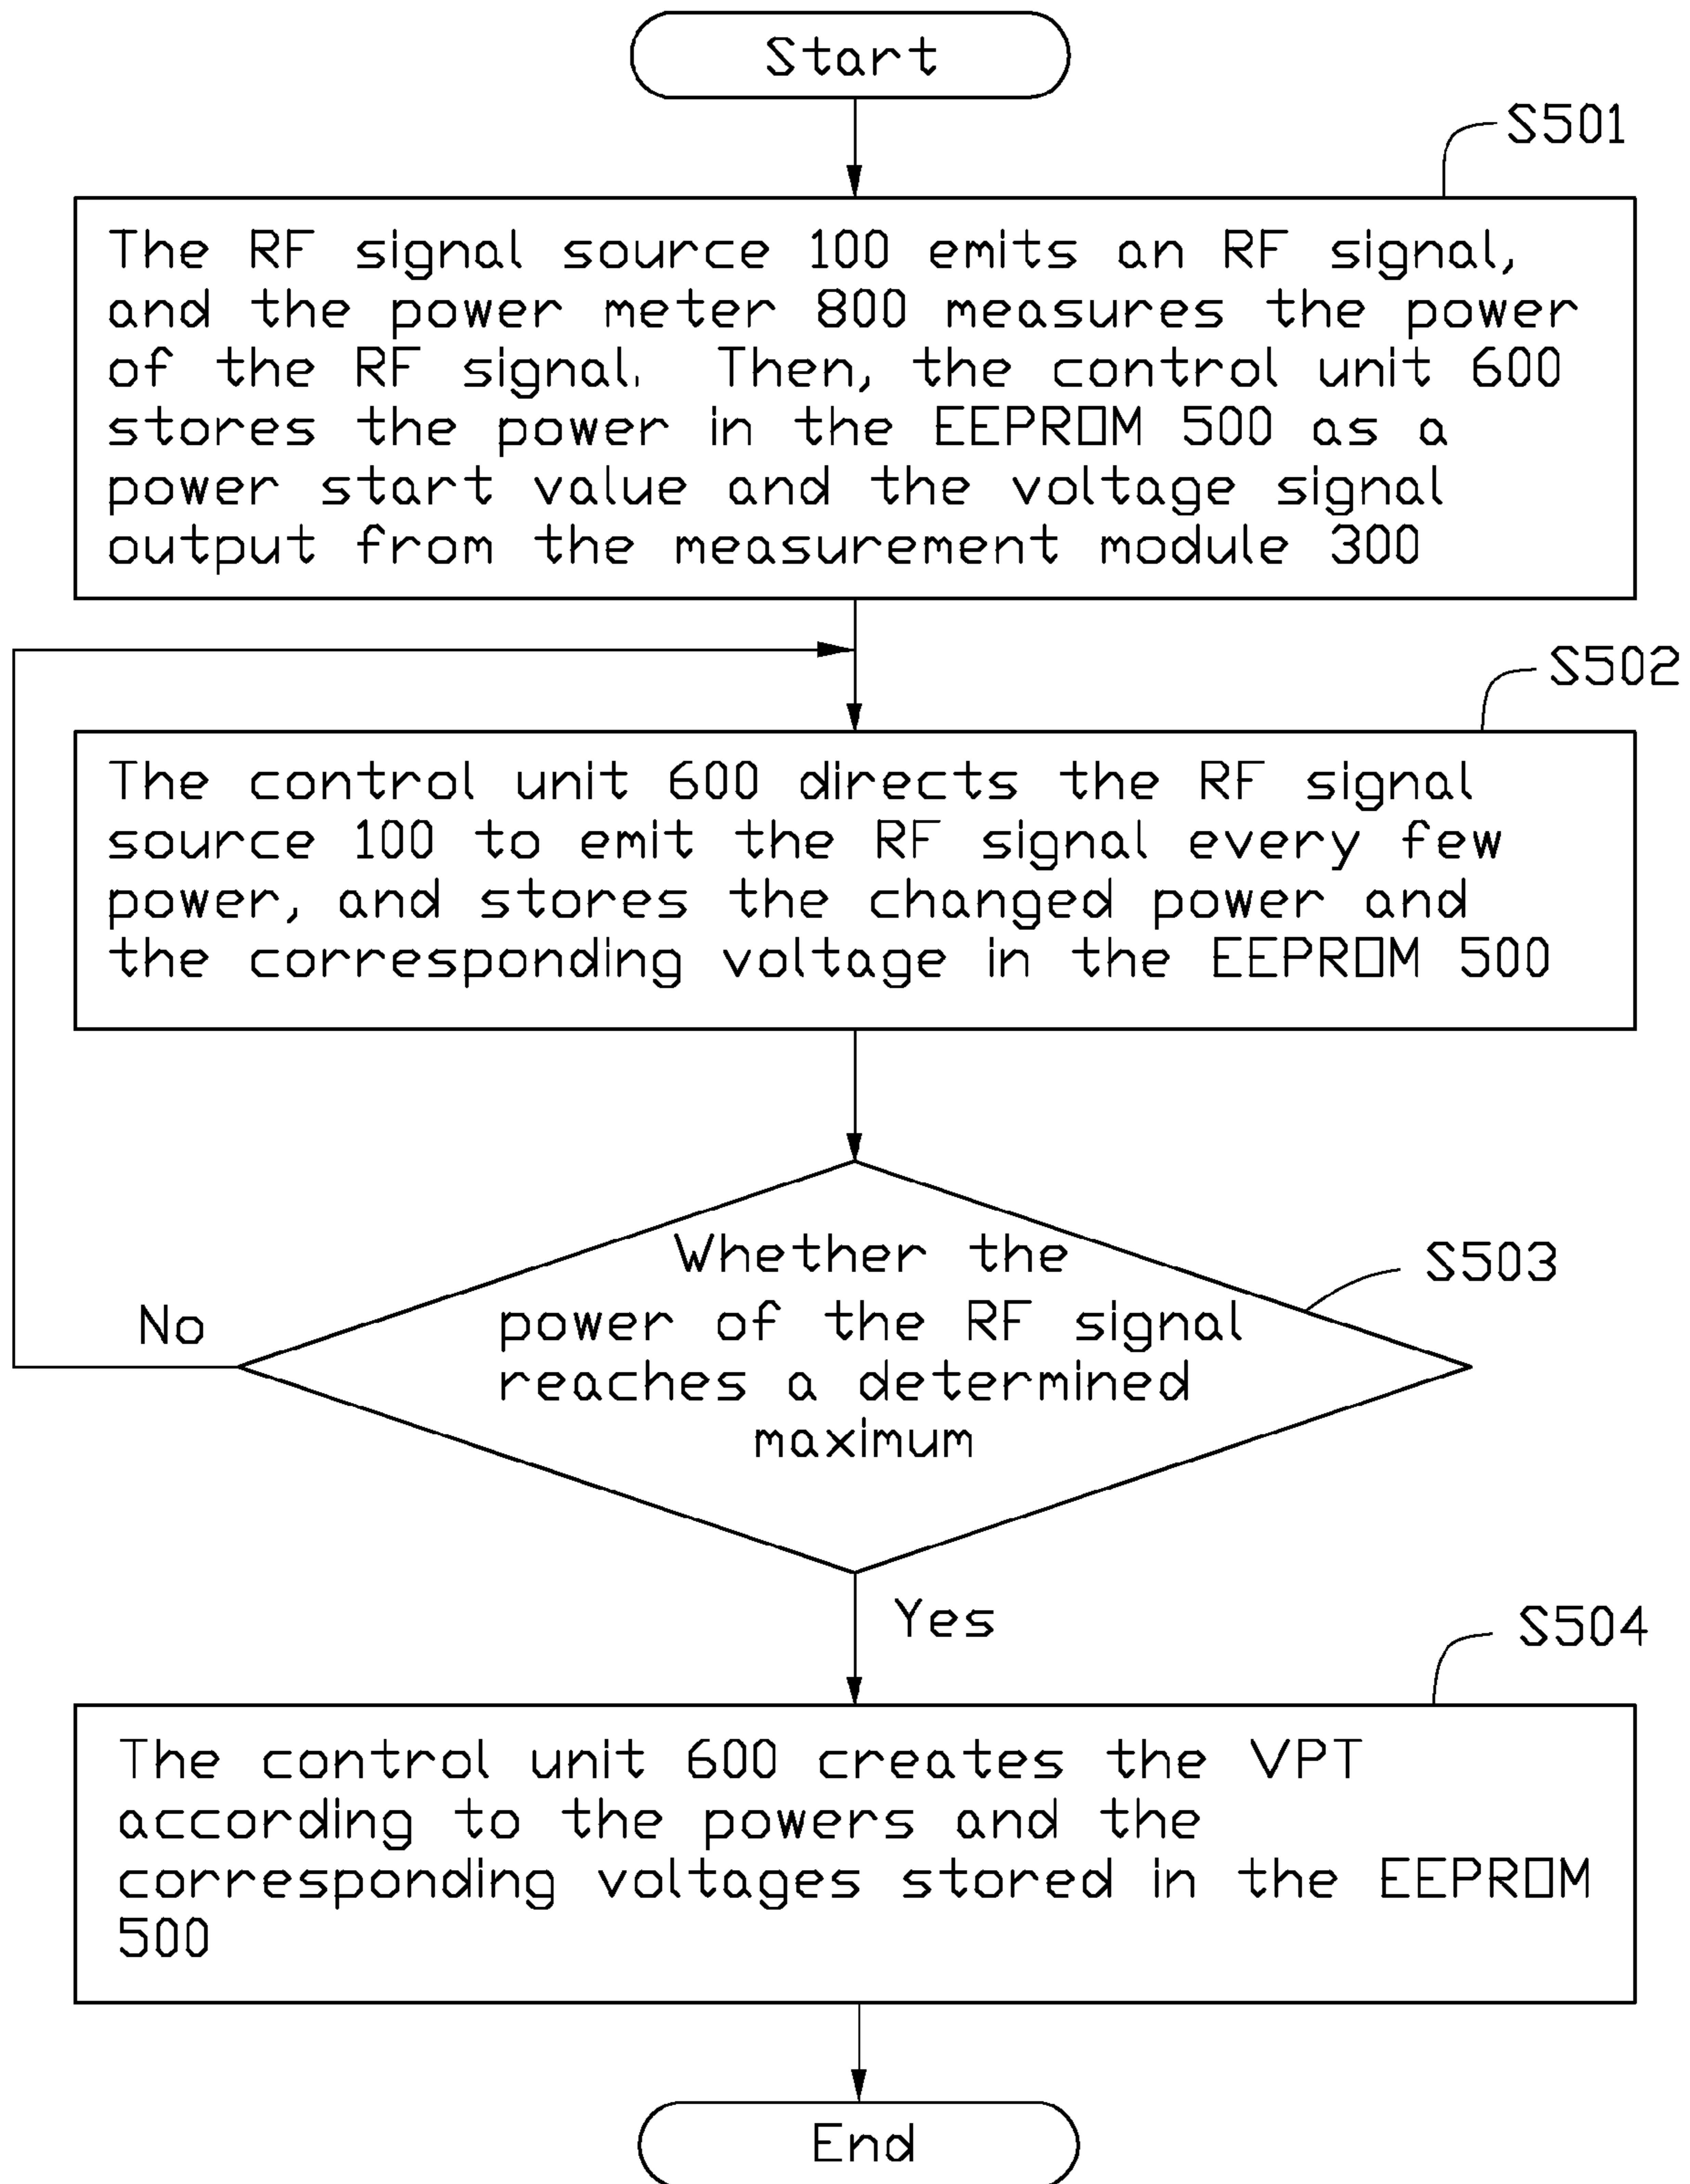 Start
S501
The RF signal source 100 emits an RF signal,
and the power meter 800 measures the power
of the RF signal. Then, the control unit 600
stores the power in the EEPROM 500 as a
power start value and the voltage signal
output from the measurement module 300
S502
The control unit 600 directs the RF signal
source 100 to emit the RF signal every few
power, and stores the changed power and
the corresponding voltage in the EEPROM 500
Whether the
S503
No
power of the RF signal
reaches a determined
maximum
Yes
S504
The control unit 600 creates the VPT
according to the powers and the
corresponding voltages stored in the EEPROM
500
End